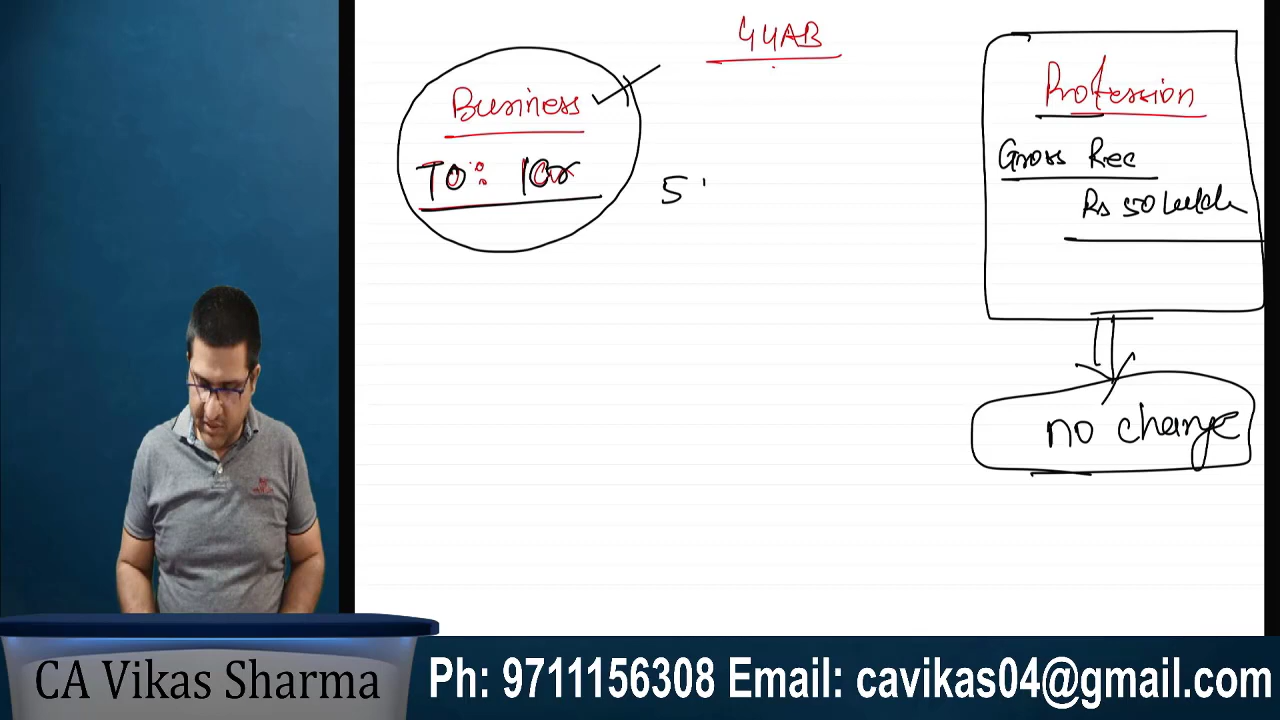 44AB
Business
TO: 1Cr
5
Profession
Gross Rec
Rs 50 lakh
no change
CA Vikas Sharma
Ph: 9711156308 Email: cavikas04@gmail.com